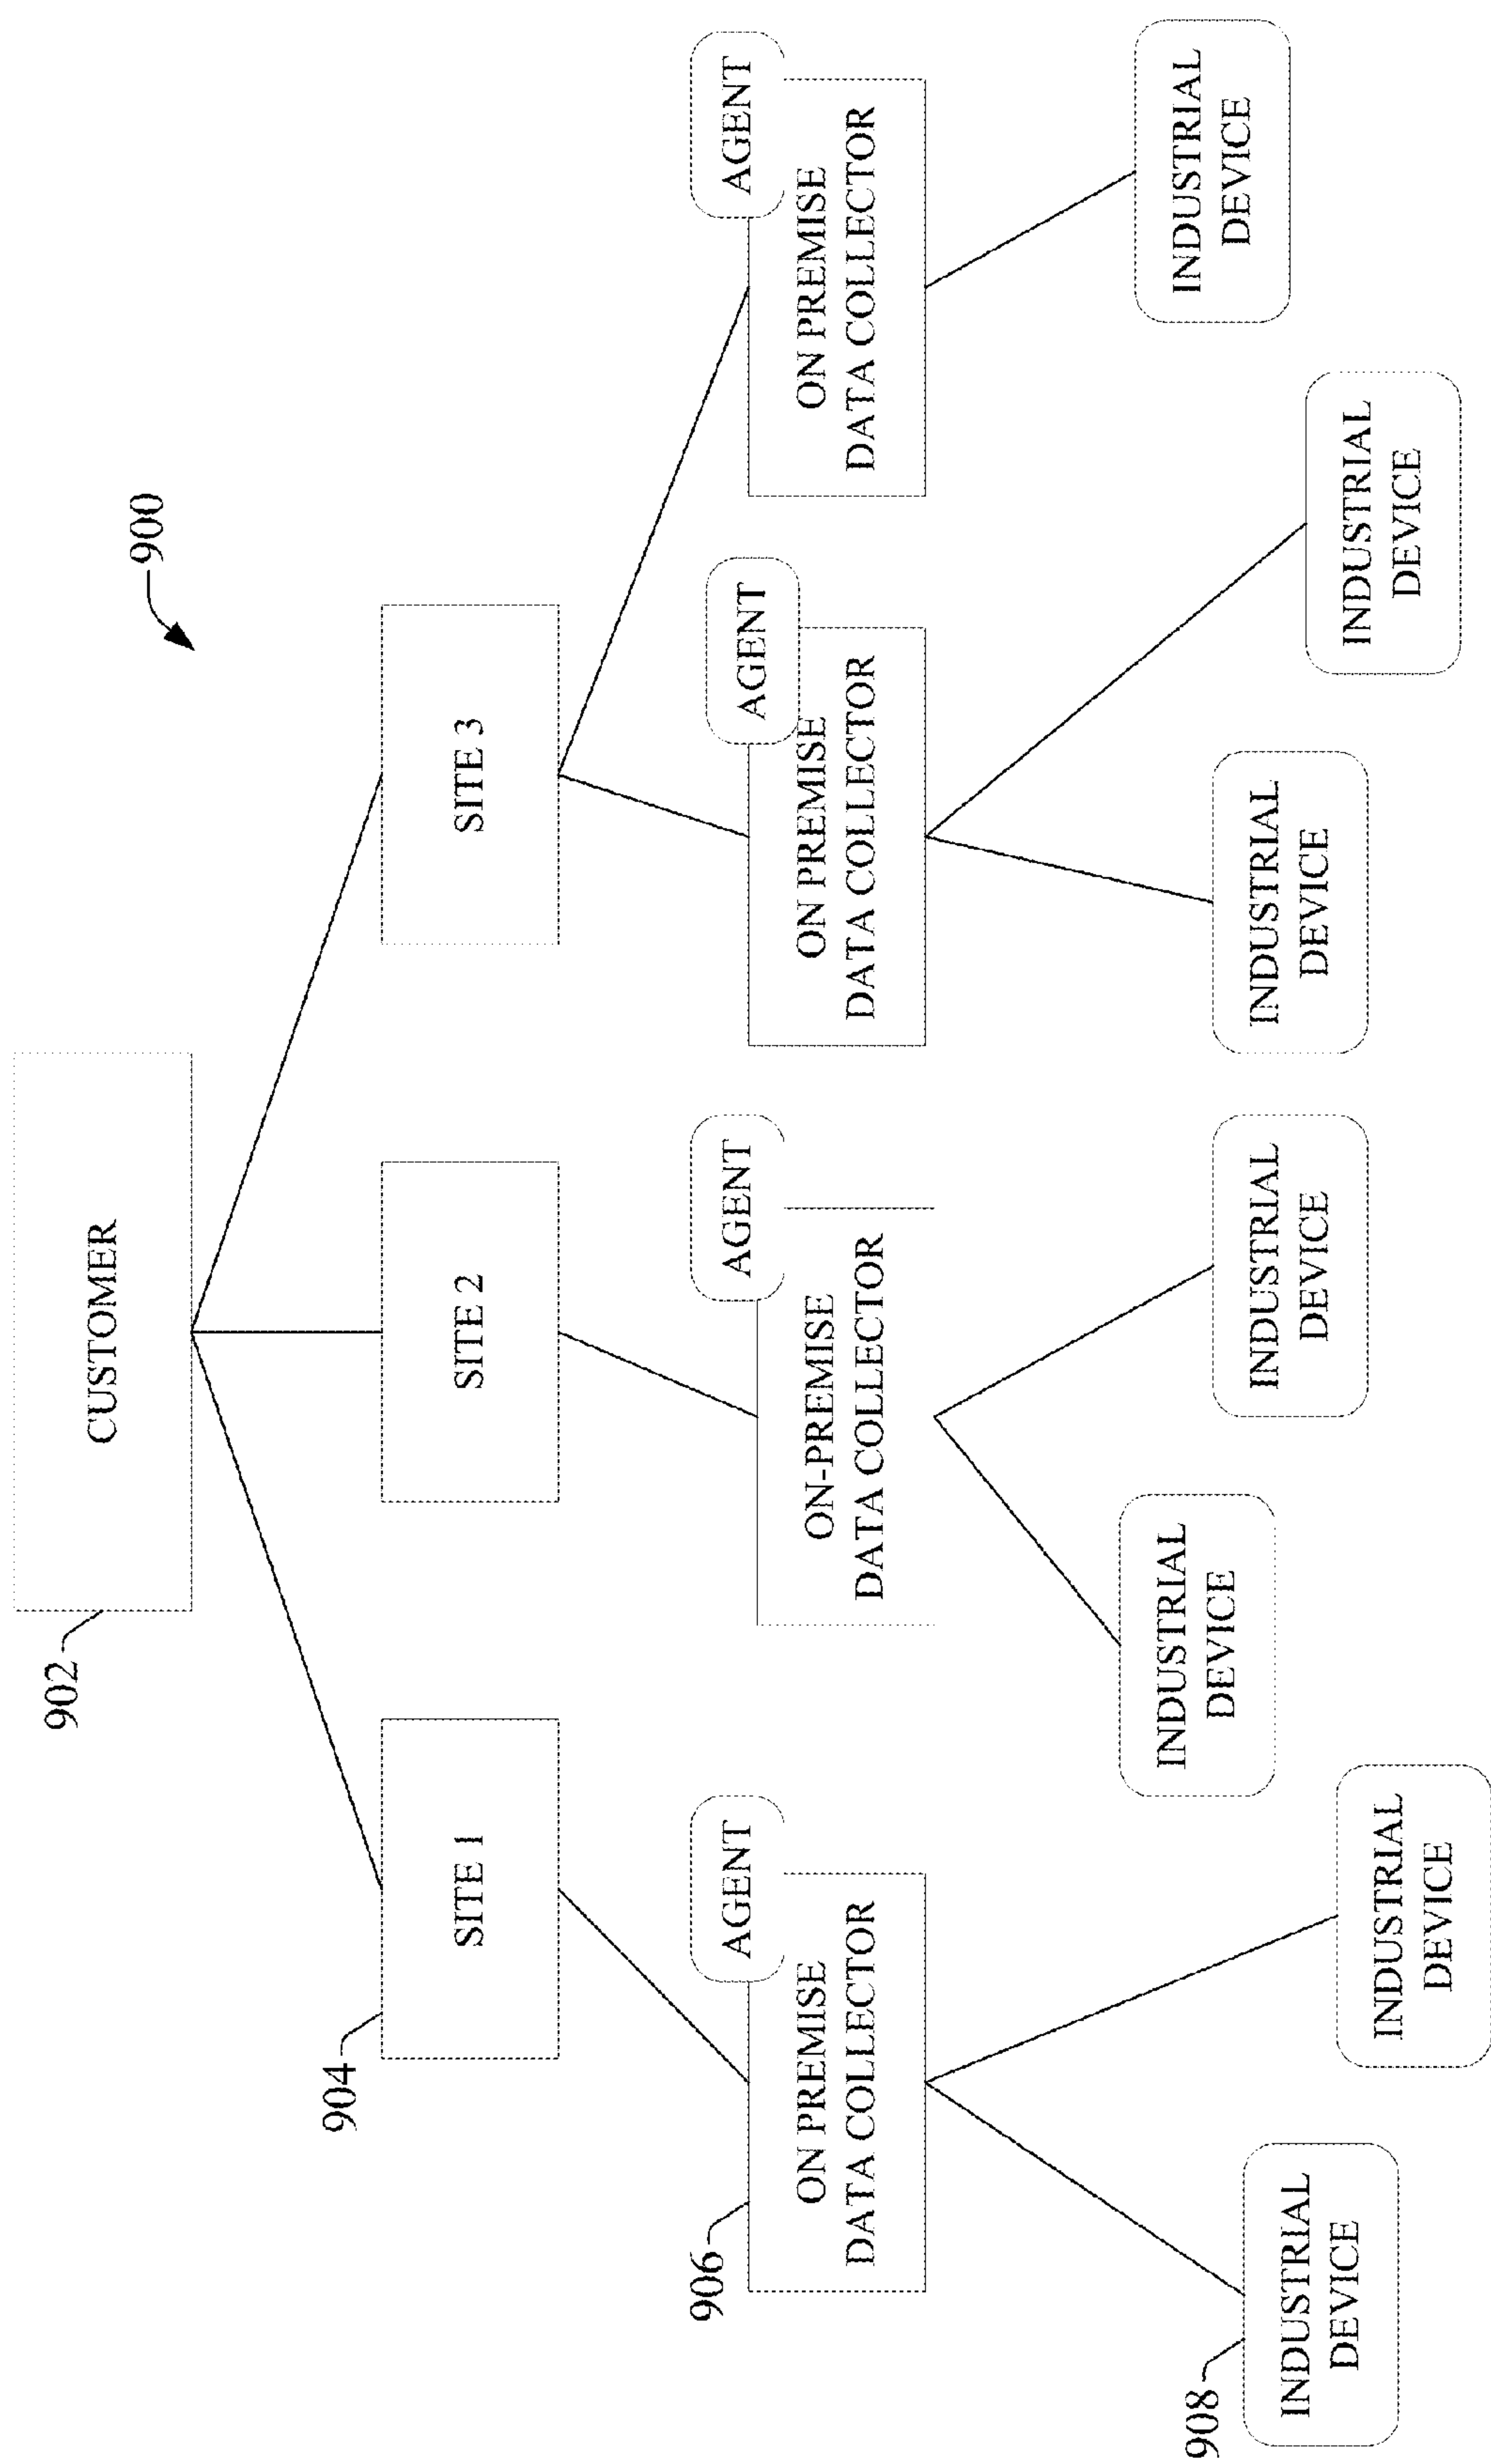 900
902
CUSTOMER
904
SITE 1
SITE 2
SITE 3
906
AGENT
ON PREMISE
DATA COLLECTOR
AGENT
ON-PREMISE
DATA COLLECTOR
AGENT
ON PREMISE
DATA COLLECTOR
AGENT
ON PREMISE
DATA COLLECTOR
908
INDUSTRIAL
DEVICE
INDUSTRIAL
DEVICE
INDUSTRIAL
DEVICE
INDUSTRIAL
DEVICE
INDUSTRIAL
DEVICE
INDUSTRIAL
DEVICE
INDUSTRIAL
DEVICE